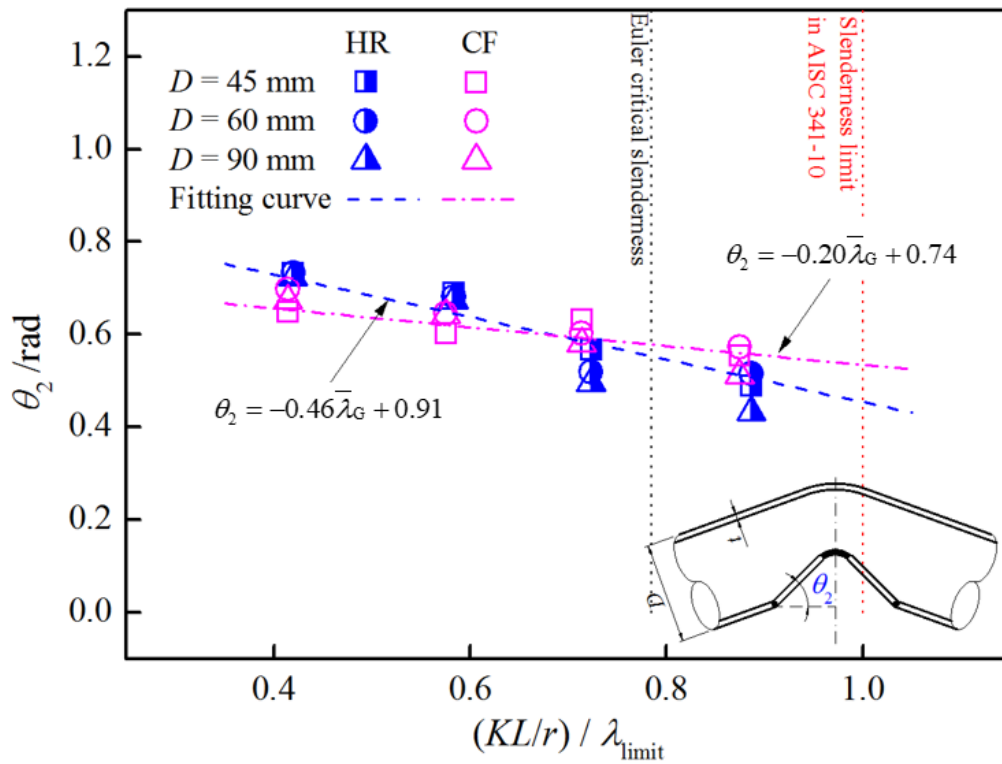 HR CF
D = 45 mm
D = 60 mm
D = 90 mm
Fitting curve
Euler critical slenderness
Slenderness limit
in AISC 341-10
θ₂ = −0.20λ̅G + 0.74
θ₂ = −0.46λ̅G + 0.91
θ₂ /rad
1.2
1.0
0.8
0.6
0.4
0.2
0.0
t
d
θ₂
0.4 0.6 0.8 1.0
(KL/r) / λlimit